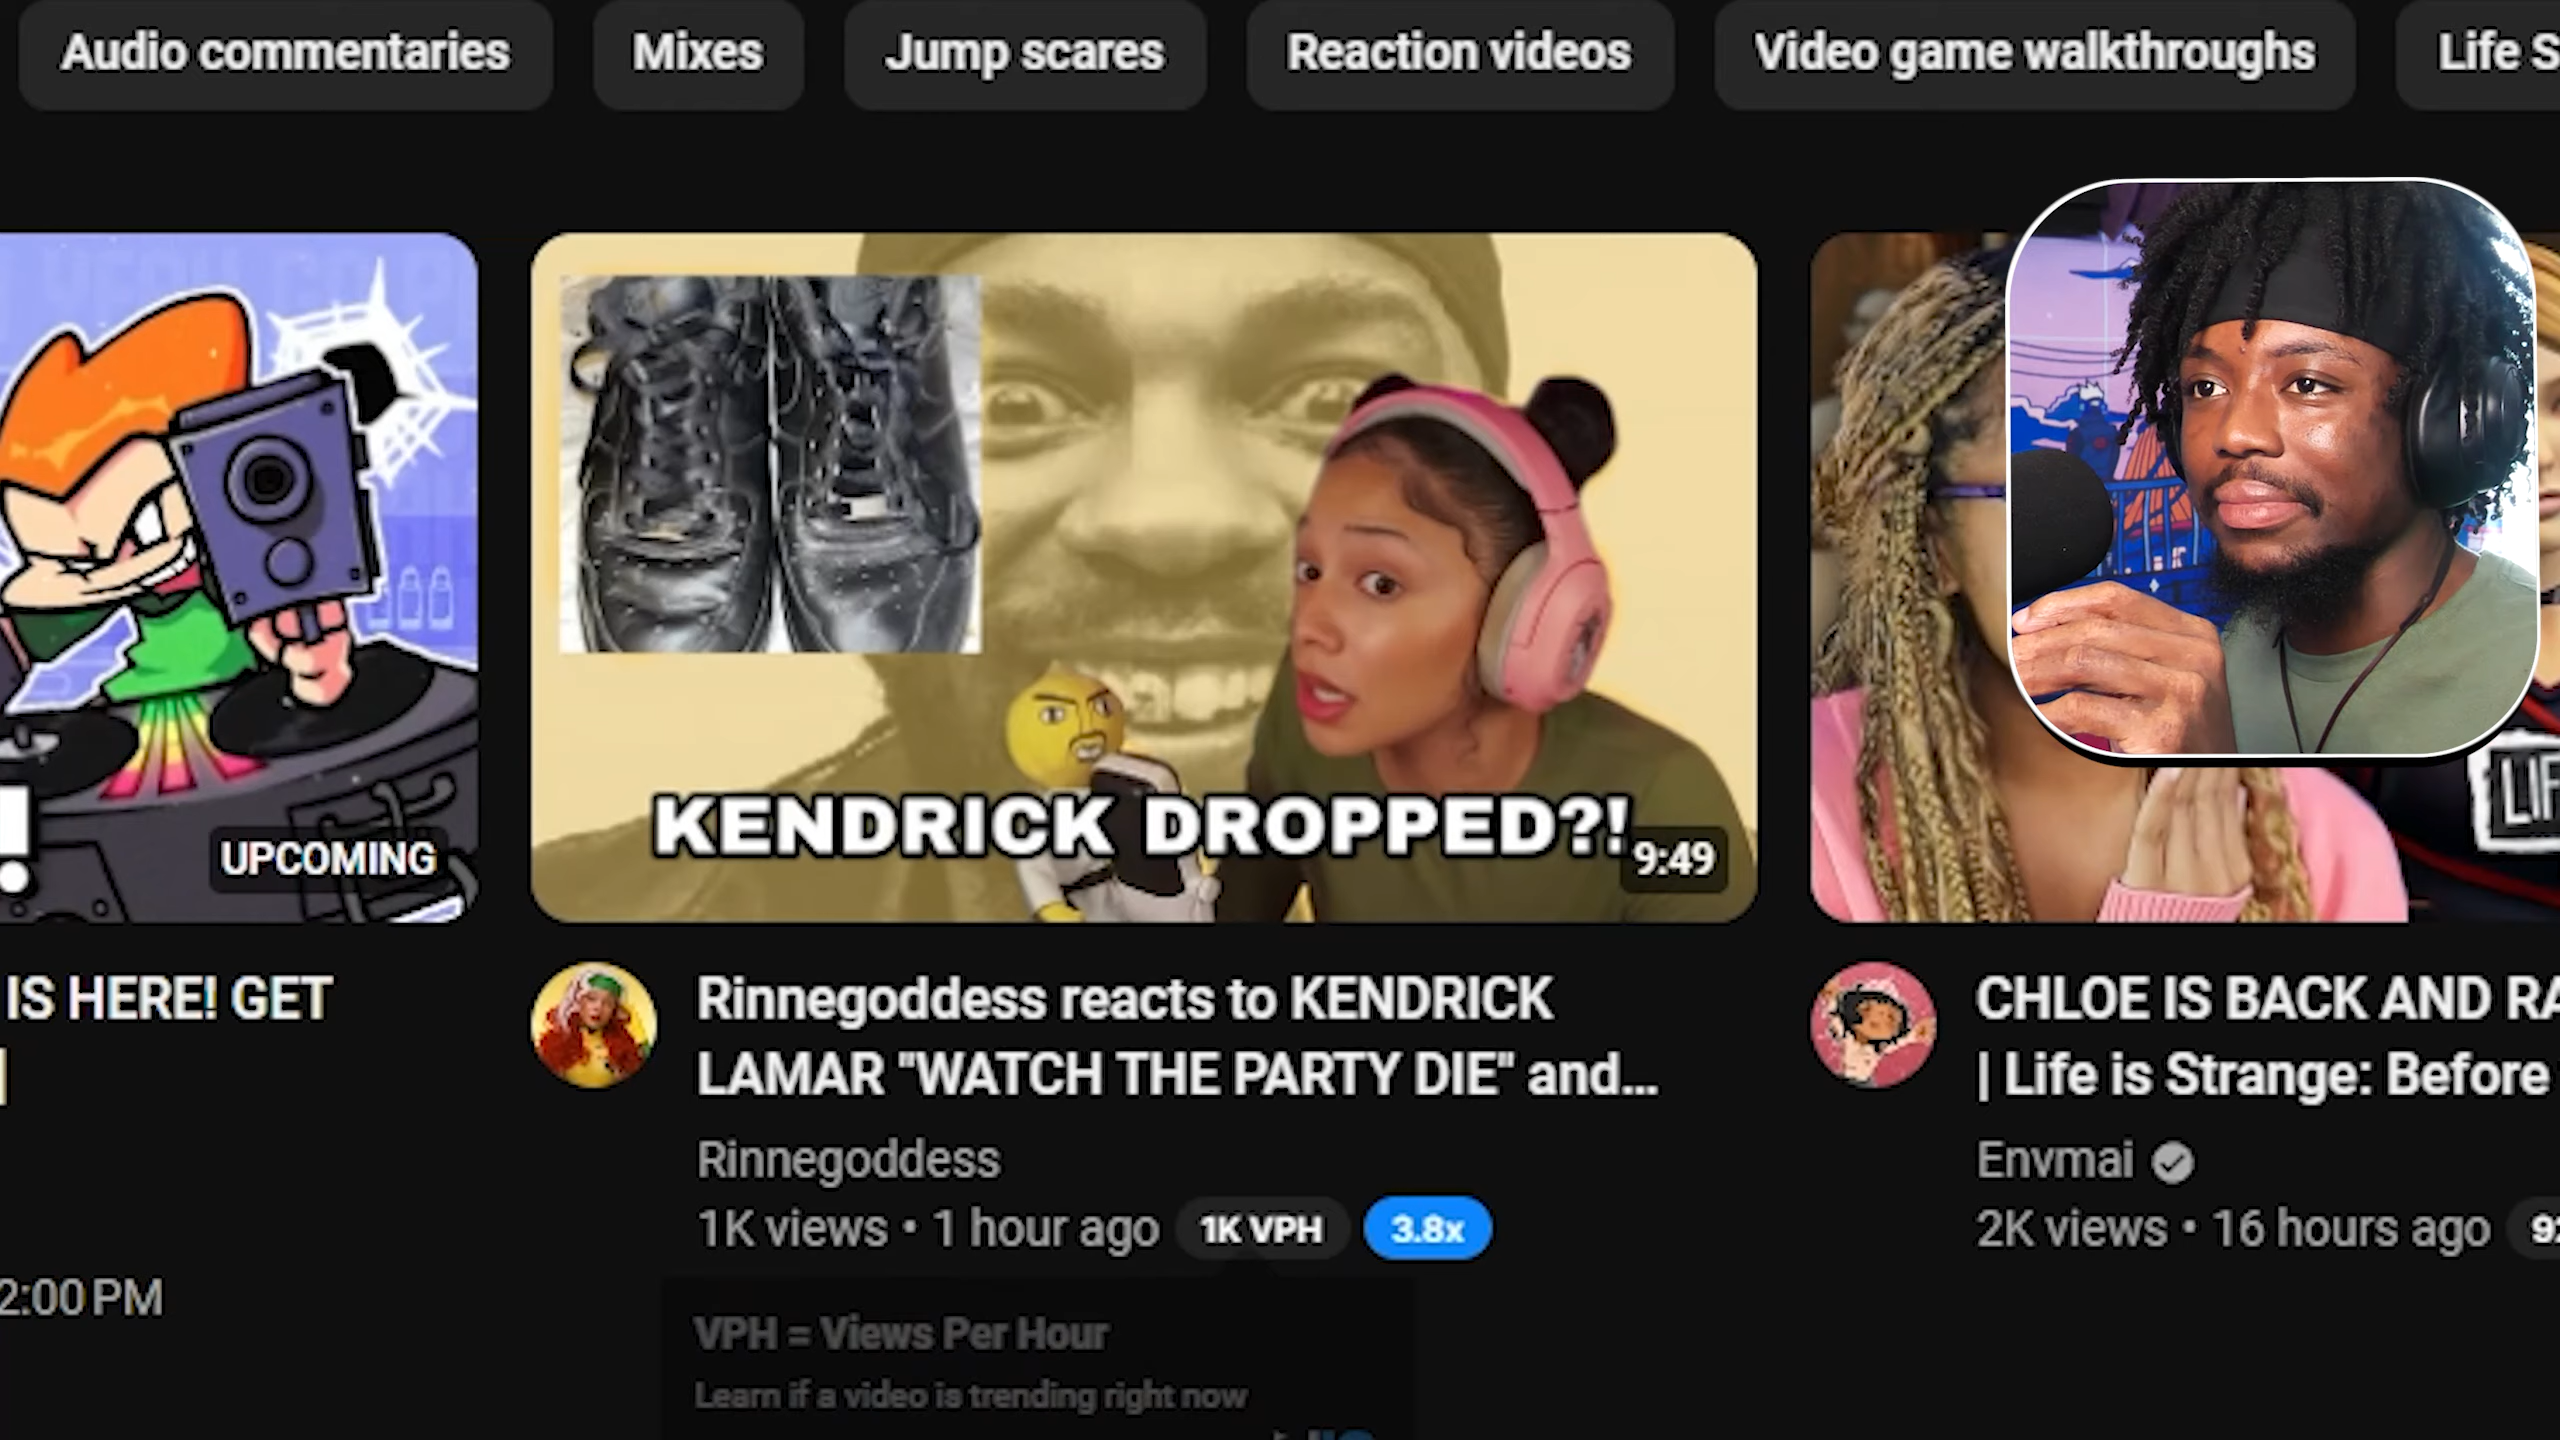 Audio commentaries
Mixes
Jump scares
Reaction videos
Video game walkthroughs
Life S
UPCOMING
KENDRICK DROPPED?!
9:49
LIF
IS HERE! GET
2:00 PM
Rinnegoddess reacts to KENDRICK
LAMAR "WATCH THE PARTY DIE" and...
Rinnegoddess
1K views • 1 hour ago 1K VPH 3.8x
VPH = Views Per Hour
Learn if a video is trending right now
CHLOE IS BACK AND RA
| Life is Strange: Before
Envmai
2K views • 16 hours ago